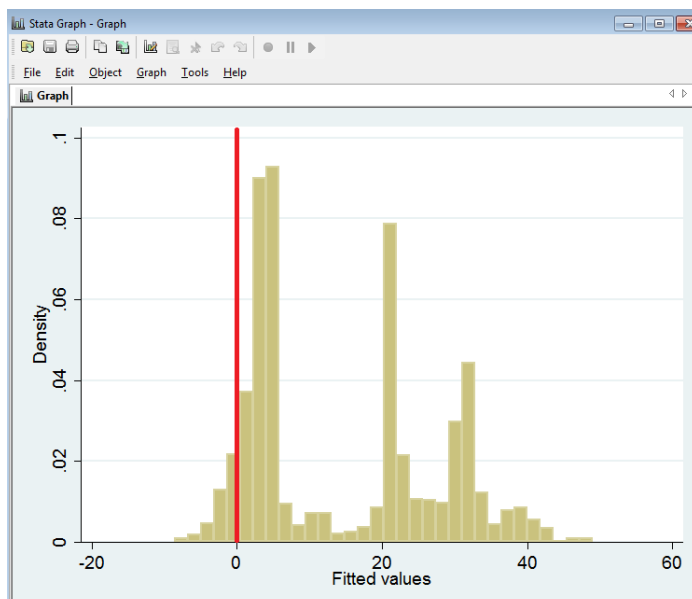 Stata Graph - Graph
File Edit Object Graph Tools Help
Graph
.1
.08
.06
.04
.02
0
Density
-20 0 20 40 60
Fitted values